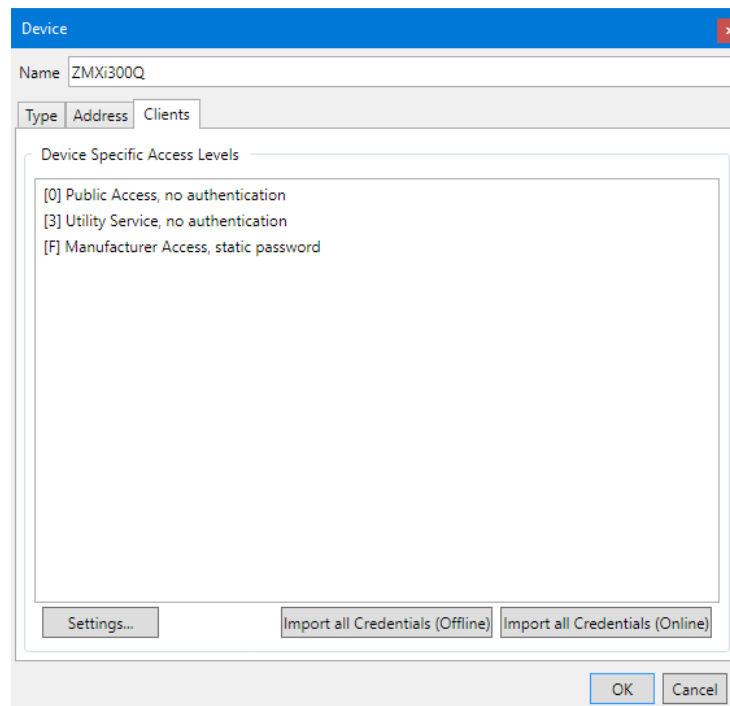 Device
Name ZMXi300Q
Type Address Clients
Device Specific Access Levels
[0] Public Access, no authentication
[3] Utility Service, no authentication
[F] Manufacturer Access, static password
Settings... Import all Credentials (Offline) Import all Credentials (Online)
OK Cancel